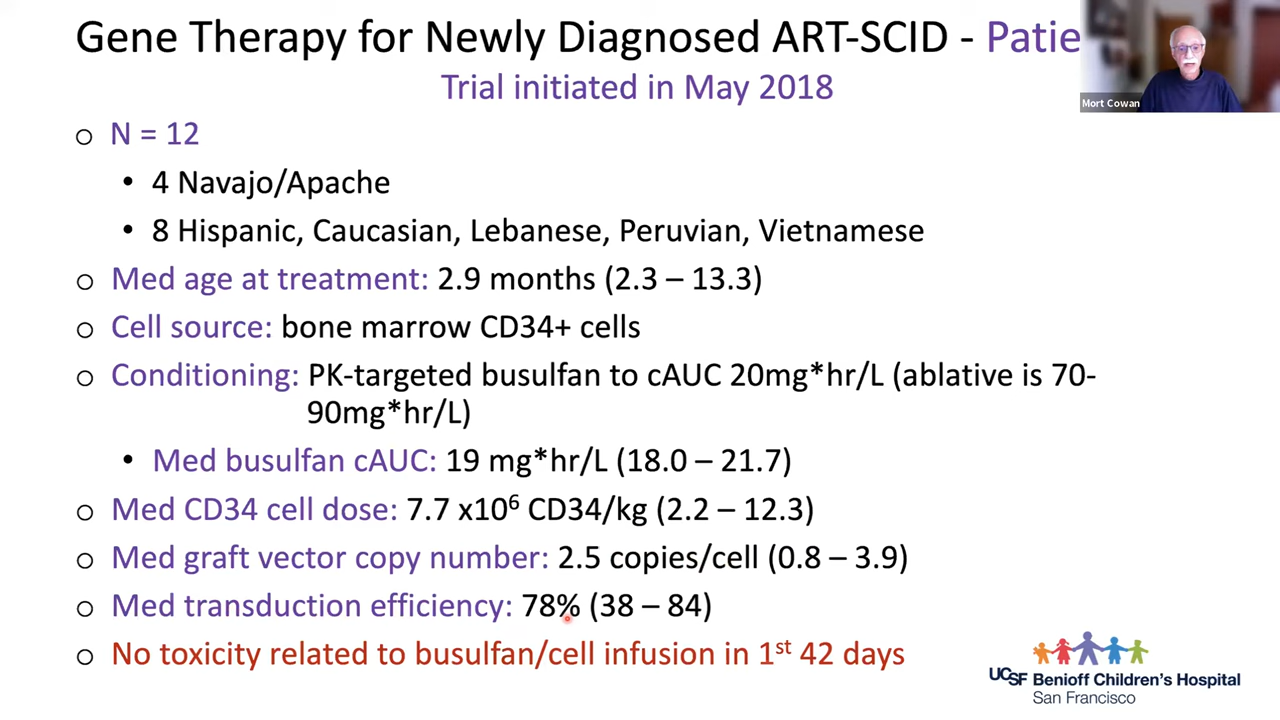 Gene Therapy for Newly Diagnosed ART-SCID - Patie
Trial initiated in May 2018
Mort Cowan
o N = 12
• 4 Navajo/Apache
• 8 Hispanic, Caucasian, Lebanese, Peruvian, Vietnamese
o Med age at treatment: 2.9 months (2.3 – 13.3)
o Cell source: bone marrow CD34+ cells
o Conditioning: PK-targeted busulfan to cAUC 20mg*hr/L (ablative is 70-
90mg*hr/L)
• Med busulfan cAUC: 19 mg*hr/L (18.0 – 21.7)
o Med CD34 cell dose: 7.7 x10⁶ CD34/kg (2.2 – 12.3)
o Med graft vector copy number: 2.5 copies/cell (0.8 – 3.9)
o Med transduction efficiency: 78% (38 – 84)
o No toxicity related to busulfan/cell infusion in 1st 42 days
UCSF Benioff Children's Hospital
San Francisco